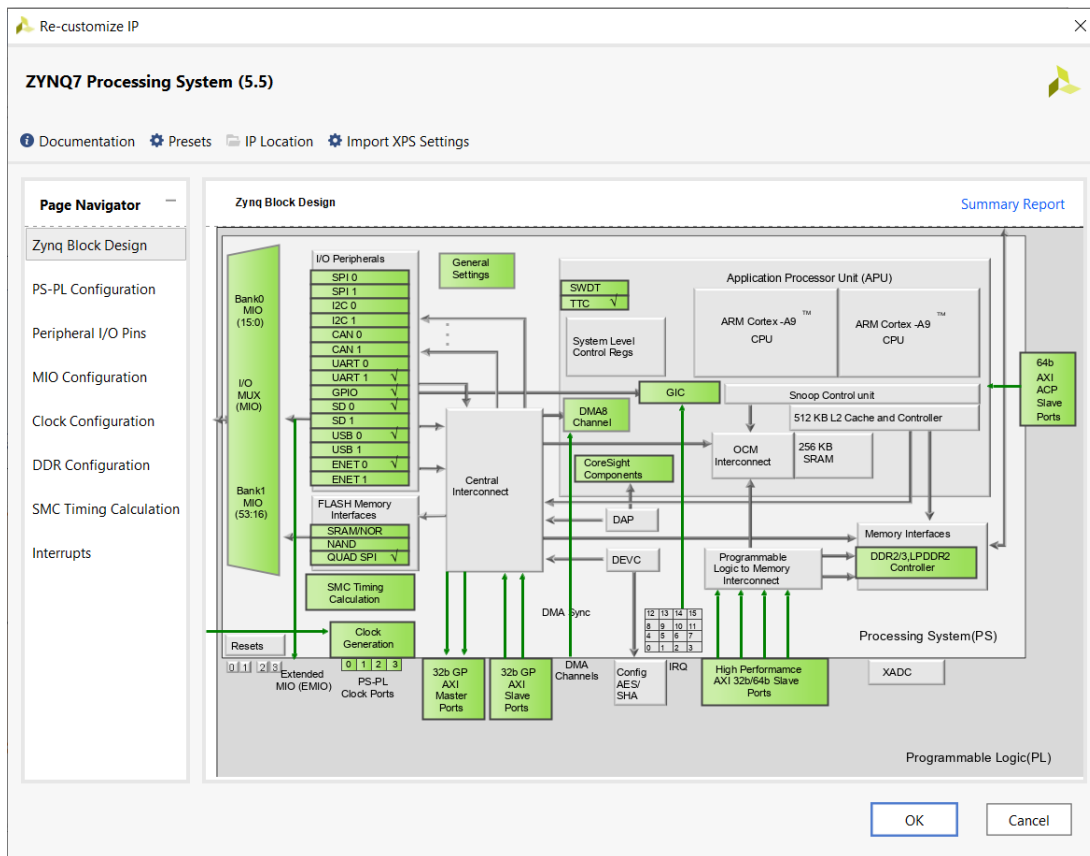 Re-customize IP
ZYNQ7 Processing System (5.5)
Documentation
Presets
IP Location
Import XPS Settings
Page Navigator
Zynq Block Design
PS-PL Configuration
Peripheral I/O Pins
MIO Configuration
Clock Configuration
DDR Configuration
SMC Timing Calculation
Interrupts
Zynq Block Design
Summary Report
Bank0
MIO
(15:0)
I/O
MUX
(MIO)
Bank1
MIO
(53:16)
I/O Peripherals
SPI 0
SPI 1
I2C 0
I2C 1
CAN 0
CAN 1
UART 0
UART 1 √
GPIO √
SD 0 √
SD 1
USB 0 √
USB 1
ENET 0 √
ENET 1
FLASH Memory
Interfaces
SRAM/NOR
NAND
QUAD SPI √
SMC Timing
Calculation
Clock
Generation
Resets
0 1 2 3
Extended
MIO (EMIO)
0 1 2 3
PS-PL
Clock Ports
General
Settings
Central
Interconnect
32b GP
AXI
Master
Ports
32b GP
AXI
Slave
Ports
DMA8
Channel
CoreSight
Components
DAP
DEVC
DMA Sync
DMA
Channels
Config
AES/
SHA
IRQ
12 13 14 15
8 9 10 11
4 5 6 7
0 1 2 3
Application Processor Unit (APU)
SWDT
TTC √
System Level
Control Regs
ARM Cortex -A9 TM
CPU
ARM Cortex -A9 TM
CPU
GIC
Snoop Control unit
512 KB L2 Cache and Controller
OCM
Interconnect
256 KB
SRAM
64b
AXI
ACP
Slave
Ports
Programmable
Logic to Memory
Interconnect
Memory Interfaces
DDR2/3,LPDDR2
Controller
Processing System(PS)
High Performamce
AXI 32b/64b Slave
Ports
XADC
Programmable Logic(PL)
OK
Cancel